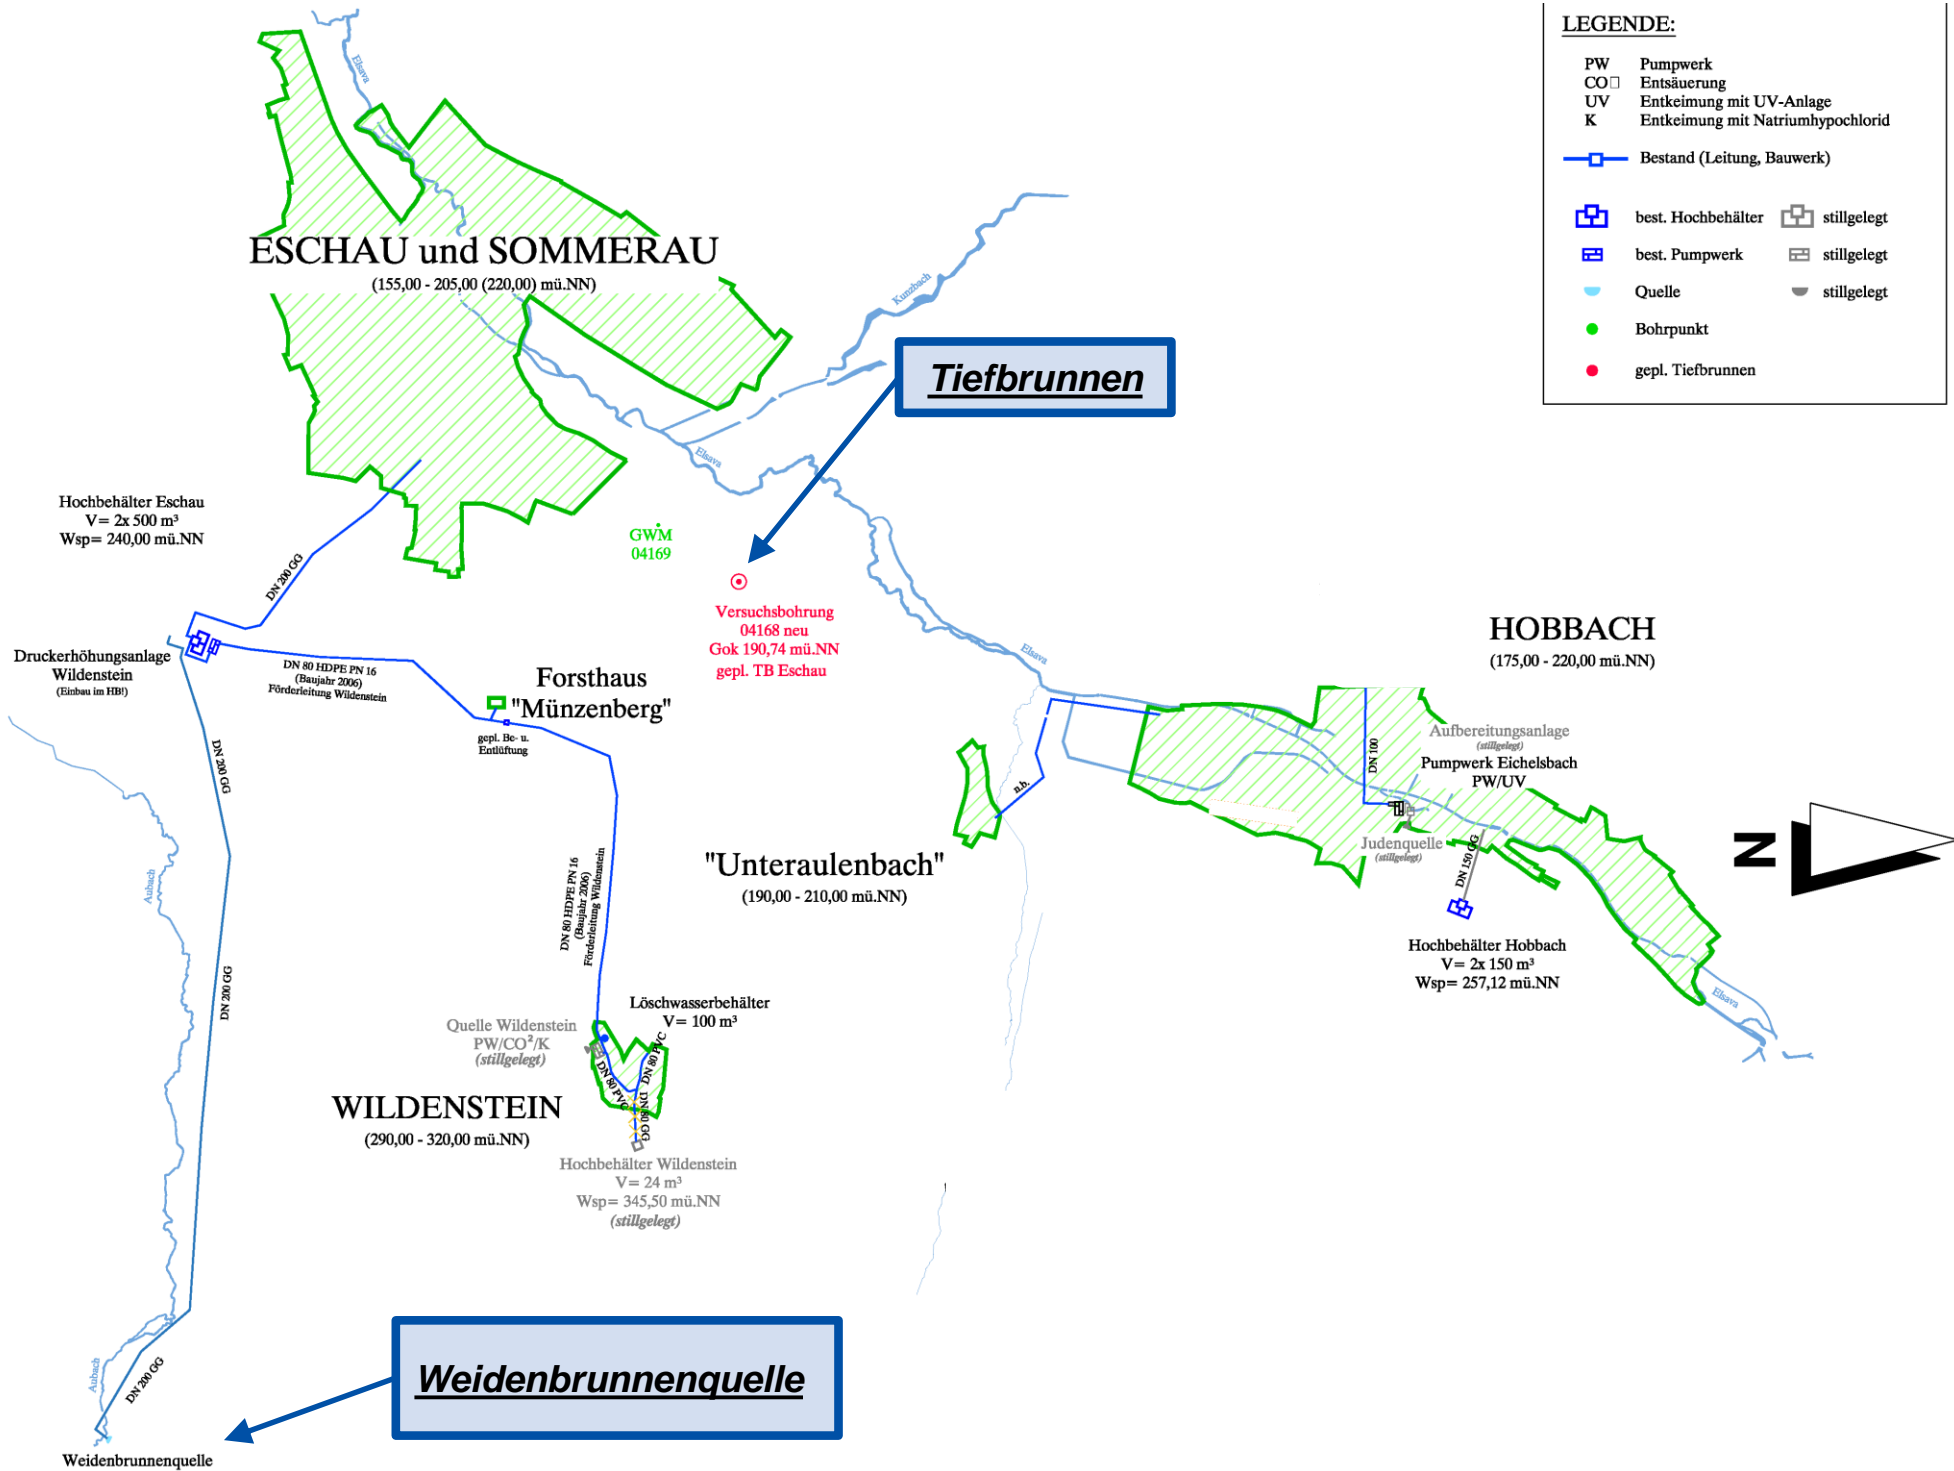 LEGENDE:
PW Pumpwerk
CO□ Entsäuerung
UV Entkeimung mit UV-Anlage
K Entkeimung mit Natriumhypochlorid
Bestand (Leitung, Bauwerk)
best. Hochbehälter stillgelegt
best. Pumpwerk stillgelegt
Quelle stillgelegt
Bohrpunkt
gepl. Tiefbrunnen
Elsava
ESCHAU und SOMMERAU
(155,00 - 205,00 (220,00) mü.NN)
Kunzbach
Tiefbrunnen
Elsava
Hochbehälter Eschau
V= 2x 500 m³
Wsp= 240,00 mü.NN
GWM
04169
DN 200 GG
Versuchsbohrung
04168 neu
Gok 190,74 mü.NN
gepl. TB Eschau
Elsava
HOBBACH
(175,00 - 220,00 mü.NN)
Druckerhöhungsanlage
Wildenstein
(Einbau im HB!)
DN 80 HDPE PN 16
(Baujahr 2006)
Förderleitung Wildenstein
Forsthaus
"Münzenberg"
gepl. Be- u.
Entlüftung
DN 200 GG
DN 100
Aufbereitungsanlage
(stillgelegt)
Pumpwerk Eichelsbach
PW/UV
n.b.
Judenquelle
(stillgelegt)
DN 150 GG
N
"Unteraulenbach"
(190,00 - 210,00 mü.NN)
Aubach
DN 80 HDPE PN 16
(Baujahr 2006)
Förderleitung Wildenstein
Hochbehälter Hobbach
V= 2x 150 m³
Wsp= 257,12 mü.NN
Elsava
DN 200 GG
Löschwasserbehälter
V= 100 m³
Quelle Wildenstein
PW/CO²/K
(stillgelegt)
DN 80 PVC
DN 80 PVC
DN 80 GG
WILDENSTEIN
(290,00 - 320,00 mü.NN)
Hochbehälter Wildenstein
V= 24 m³
Wsp= 345,50 mü.NN
(stillgelegt)
Aubach
DN 200 GG
Weidenbrunnenquelle
Weidenbrunnenquelle